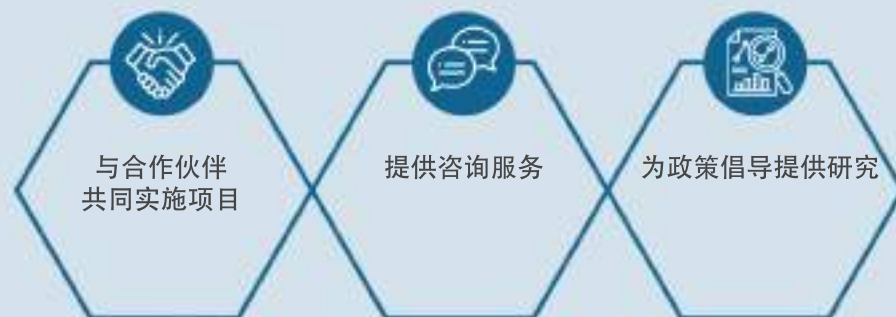 与合作伙伴
共同实施项目
提供咨询服务
为政策倡导提供研究